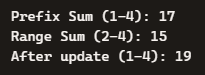 Prefix Sum (1-4): 17
Range Sum (2-4): 15
After update (1-4): 19